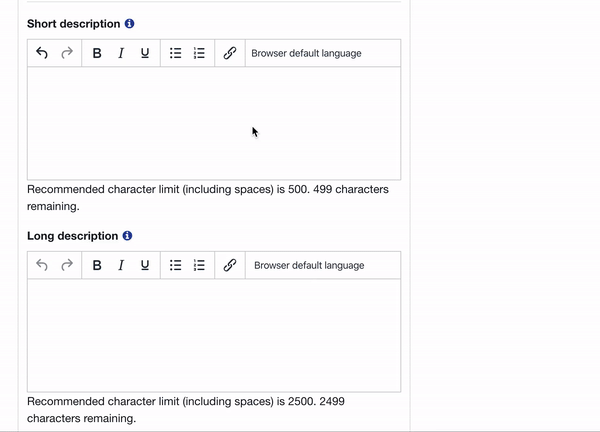 Short description
B I U Browser default language
Recommended character limit (including spaces) is 500. 499 characters
remaining.
Long description
B I U Browser default language
Recommended character limit (including spaces) is 2500. 2499
characters remaining.